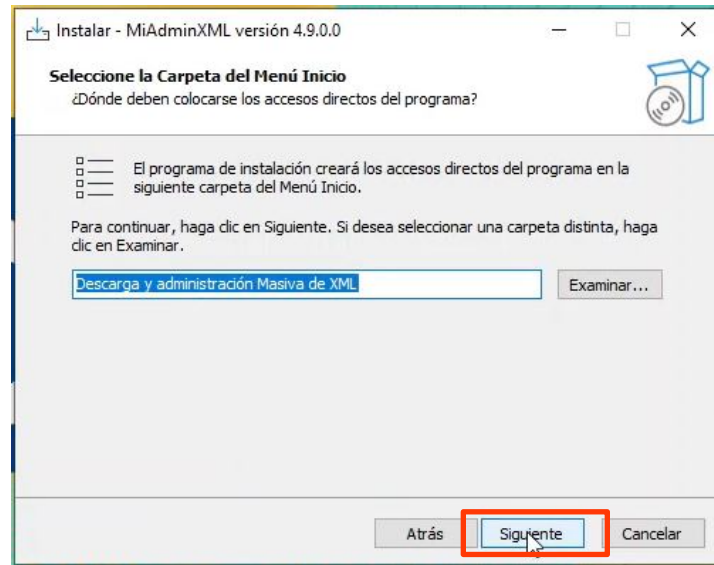 Instalar - MiAdminXML versión 4.9.0.0
Seleccione la Carpeta del Menú Inicio
¿Dónde deben colocarse los accesos directos del programa?
El programa de instalación creará los accesos directos del programa en la
siguiente carpeta del Menú Inicio.
Para continuar, haga clic en Siguiente. Si desea seleccionar una carpeta distinta, haga
clic en Examinar.
Descarga y administración Masiva de XML
Examinar...
Atrás
Siguiente
Cancelar